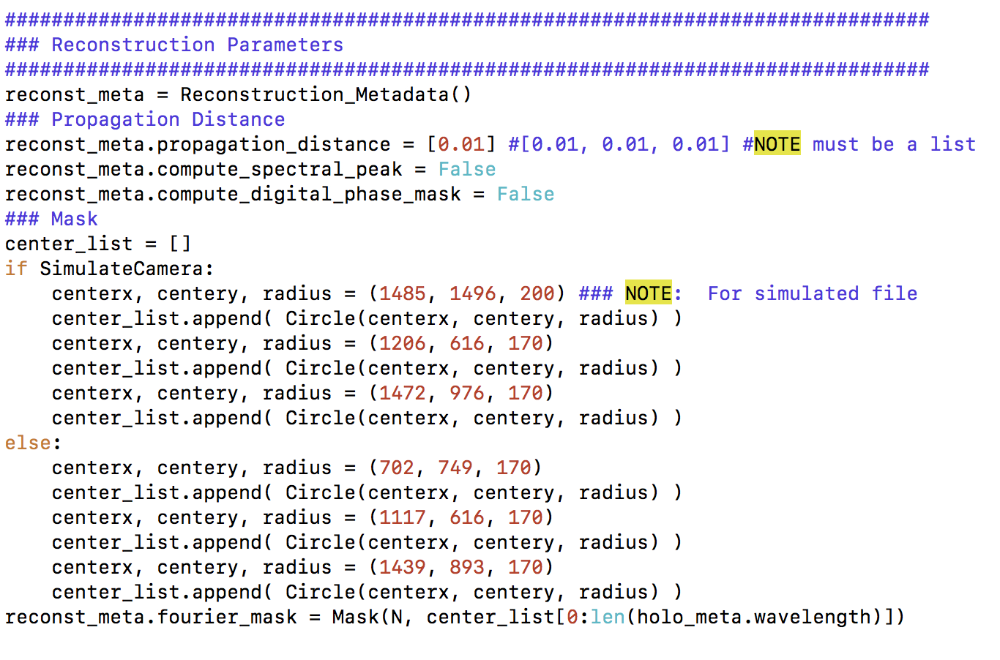 ###############################################################################
### Reconstruction Parameters
###############################################################################
reconst_meta = Reconstruction_Metadata()
### Propagation Distance
reconst_meta.propagation_distance = [0.01] #[0.01, 0.01, 0.01] #NOTE must be a list
reconst_meta.compute_spectral_peak = False
reconst_meta.compute_digital_phase_mask = False
### Mask
center_list = []
if SimulateCamera:
    centerx, centery, radius = (1485, 1496, 200) ### NOTE:  For simulated file
    center_list.append( Circle(centerx, centery, radius) )
    centerx, centery, radius = (1206, 616, 170)
    center_list.append( Circle(centerx, centery, radius) )
    centerx, centery, radius = (1472, 976, 170)
    center_list.append( Circle(centerx, centery, radius) )
else:
    centerx, centery, radius = (702, 749, 170)
    center_list.append( Circle(centerx, centery, radius) )
    centerx, centery, radius = (1117, 616, 170)
    center_list.append( Circle(centerx, centery, radius) )
    centerx, centery, radius = (1439, 893, 170)
    center_list.append( Circle(centerx, centery, radius) )
reconst_meta.fourier_mask = Mask(N, center_list[0:len(holo_meta.wavelength)])